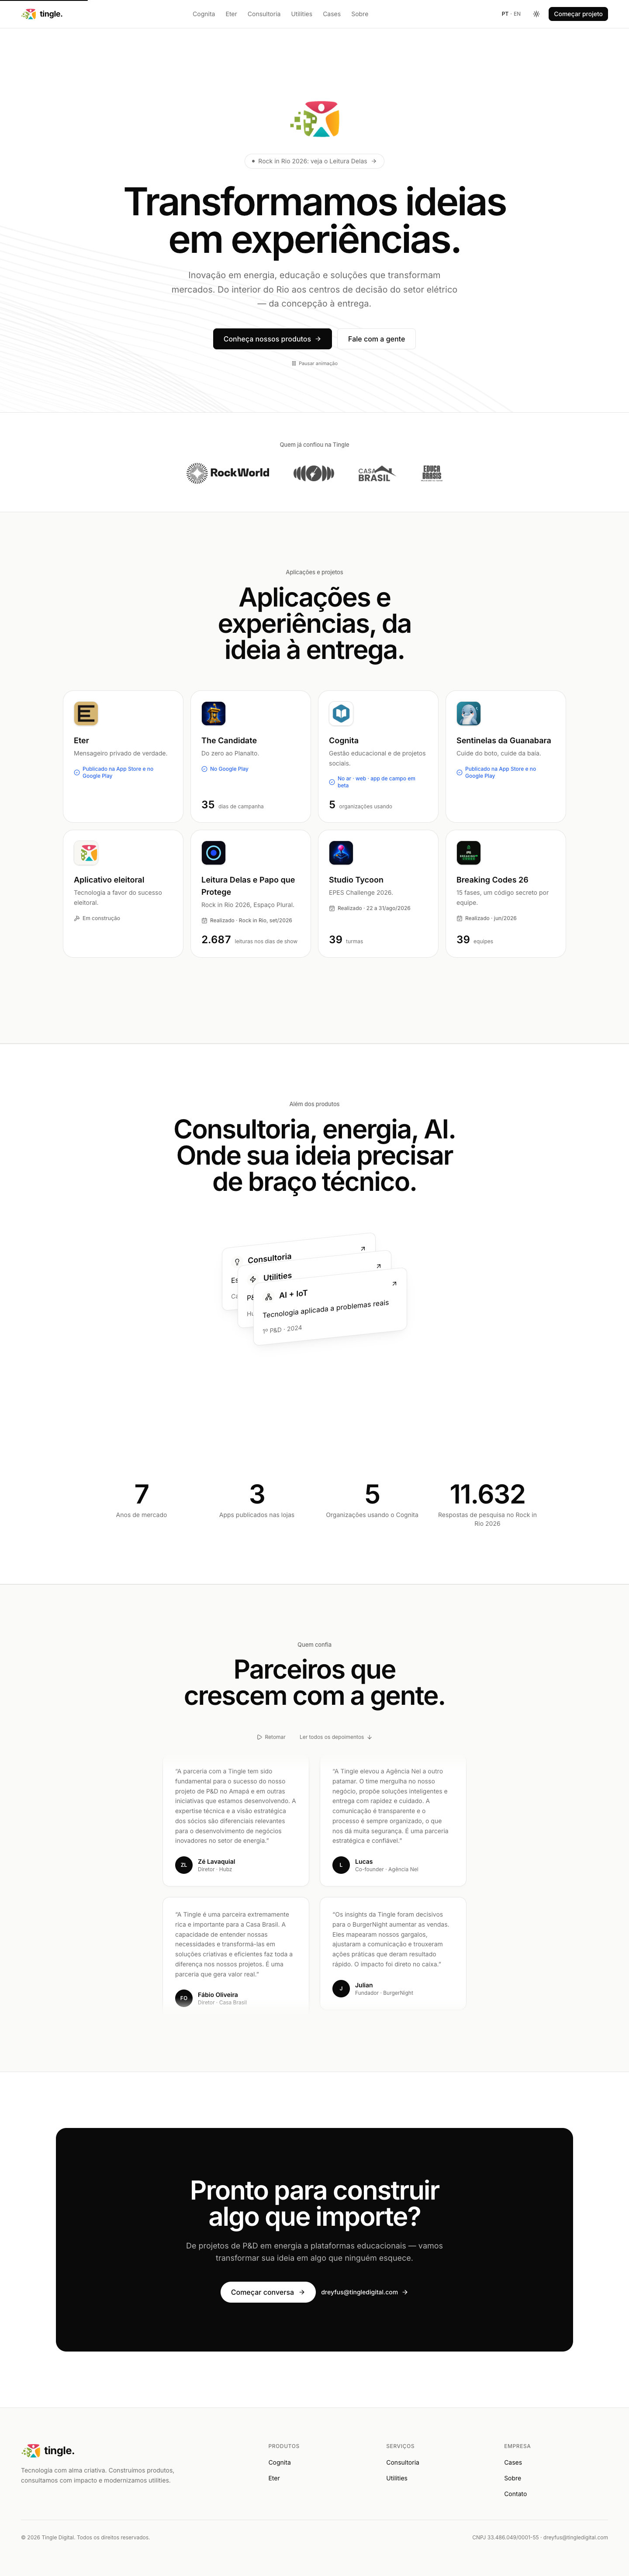 tingle.
Cognita
Eter
Consultoria
Utilities
Cases
Sobre
PT · EN
Começar projeto
Rock in Rio 2026: veja o Leitura Delas
Transformamos ideias
em experiências.
Inovação em energia, educação e soluções que transformam
mercados. Do interior do Rio aos centros de decisão do setor elétrico
— da concepção à entrega.
Conheça nossos produtos
Fale com a gente
Pausar animação
Quem já confiou na Tingle
RockWorld
CASA
BRASIL
EDUCA
BRASIS
Aplicações e projetos
Aplicações e
experiências, da
ideia à entrega.
Eter
Mensageiro privado de verdade.
Publicado na App Store e no
Google Play
The Candidate
Do zero ao Planalto.
No Google Play
35 dias de campanha
Cognita
Gestão educacional e de projetos
sociais.
No ar · web · app de campo em
beta
5 organizações usando
Sentinelas da Guanabara
Cuide do boto, cuide da baía.
Publicado na App Store e no
Google Play
Aplicativo eleitoral
Tecnologia a favor do sucesso
eleitoral.
Em construção
Leitura Delas e Papo que
Protege
Rock in Rio 2026, Espaço Plural.
Realizado · Rock in Rio, set/2026
2.687 leituras nos dias de show
Studio Tycoon
EPES Challenge 2026.
Realizado · 22 a 31/ago/2026
39 turmas
Breaking Codes 26
15 fases, um código secreto por
equipe.
Realizado · jun/2026
39 equipes
Além dos produtos
Consultoria, energia, AI.
Onde sua ideia precisar
de braço técnico.
Consultoria
Utilities
AI + IoT
Tecnologia aplicada a problemas reais
1º P&D · 2024
7
Anos de mercado
3
Apps publicados nas lojas
5
Organizações usando o Cognita
11.632
Respostas de pesquisa no Rock in
Rio 2026
Quem confia
Parceiros que
crescem com a gente.
Retomar
Ler todos os depoimentos
"A parceria com a Tingle tem sido
fundamental para o sucesso do nosso
projeto de P&D no Amapá e em outras
iniciativas que estamos desenvolvendo. A
expertise técnica e a visão estratégica
dos sócios são diferenciais relevantes
para o desenvolvimento de negócios
inovadores no setor de energia."
ZL
Zé Lavaquial
Diretor · Hubz
"A Tingle elevou a Agência Nel a outro
patamar. O time mergulha no nosso
negócio, propõe soluções inteligentes e
entrega com rapidez e cuidado. A
comunicação é transparente e o
processo é sempre organizado, o que
nos dá muita segurança. É uma parceria
estratégica e confiável."
L
Lucas
Co-founder · Agência Nel
"A Tingle é uma parceira extremamente
rica e importante para a Casa Brasil. A
capacidade de entender nossas
necessidades e transformá-las em
soluções criativas e eficientes faz toda a
diferença nos nossos projetos. É uma
parceria que gera valor real."
FO
Fábio Oliveira
Diretor · Casa Brasil
"Os insights da Tingle foram decisivos
para o BurgerNight aumentar as vendas.
Eles mapearam nossos gargalos,
ajustaram a comunicação e trouxeram
ações práticas que deram resultado
rápido. O impacto foi direto no caixa."
J
Julian
Fundador · BurgerNight
Pronto para construir
algo que importe?
De projetos de P&D em energia a plataformas educacionais — vamos
transformar sua ideia em algo que ninguém esquece.
Começar conversa
dreyfus@tingledigital.com
tingle.
Tecnologia com alma criativa. Construímos produtos,
consultamos com impacto e modernizamos utilities.
PRODUTOS
Cognita
Eter
SERVIÇOS
Consultoria
Utilities
EMPRESA
Cases
Sobre
Contato
© 2026 Tingle Digital. Todos os direitos reservados.
CNPJ 33.486.049/0001-55 · dreyfus@tingledigital.com